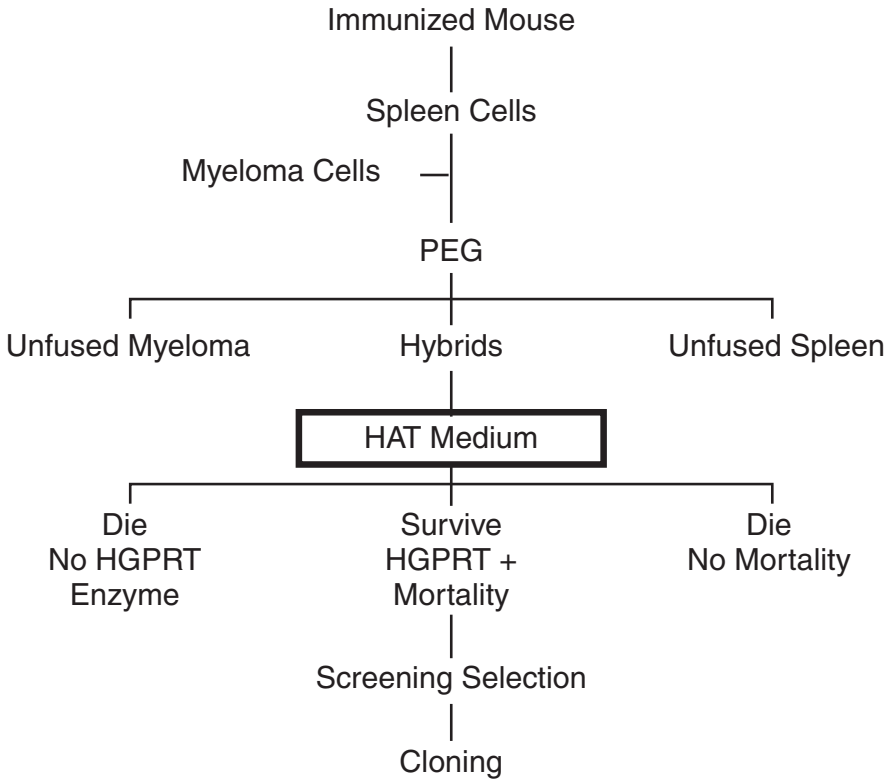 Immunized Mouse
Spleen Cells
Myeloma Cells
PEG
Unfused Myeloma
Hybrids
Unfused Spleen
HAT Medium
Die
No HGPRT
Enzyme
Survive
HGPRT +
Mortality
Die
No Mortality
Screening Selection
Cloning